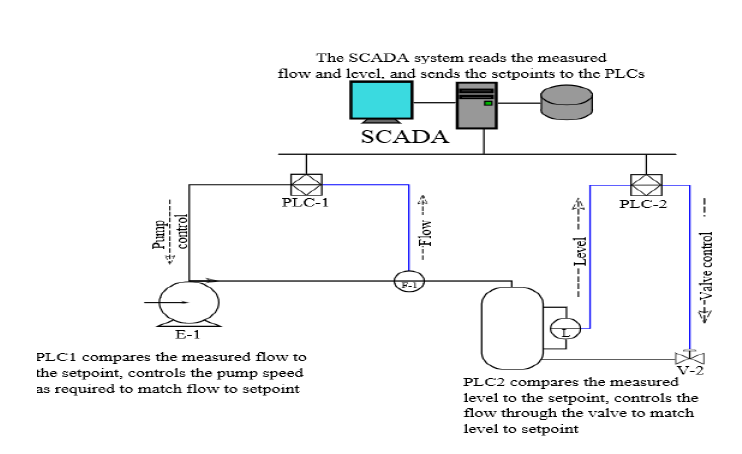 The SCADA system reads the measured
flow and level, and sends the setpoints to the PLCs
SCADA
PLC-1
PLC-2
Pump
control
Flow
Level
Valve control
F-1
L
E-1
V-2
PLC1 compares the measured flow to
the setpoint, controls the pump speed
as required to match flow to setpoint
PLC2 compares the measured
level to the setpoint, controls the
flow through the valve to match
level to setpoint